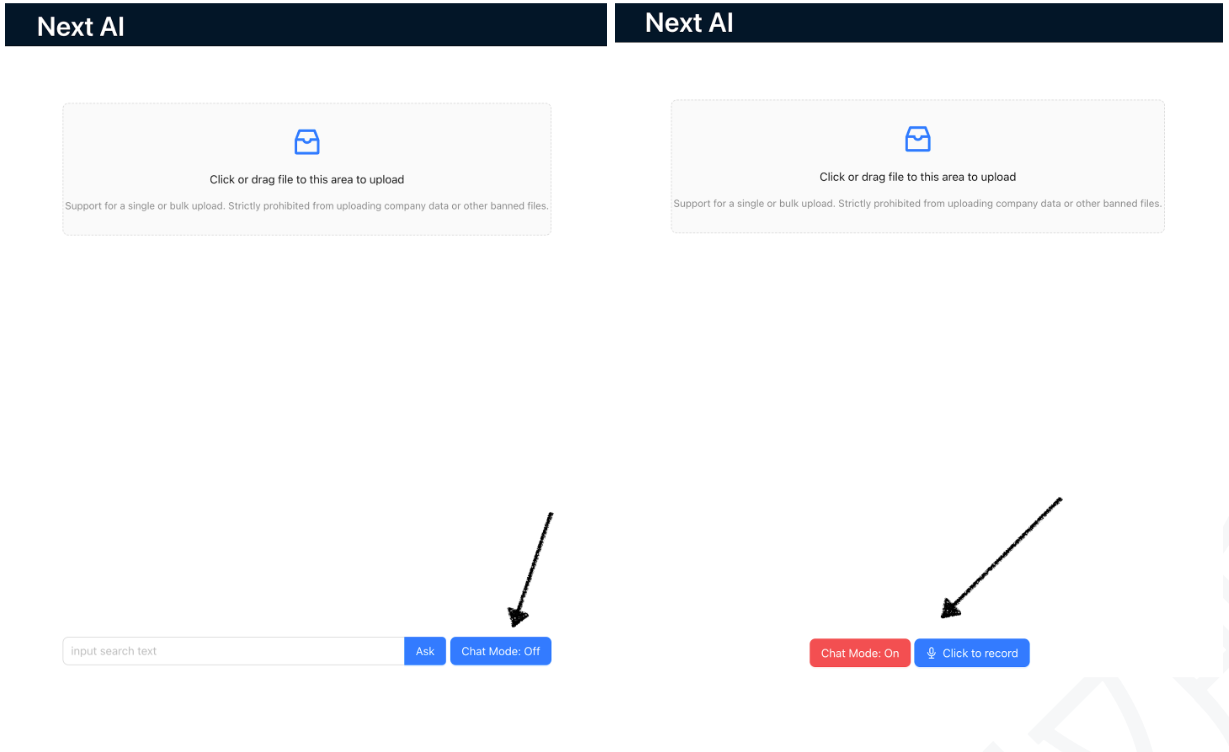 Next AI
Click or drag file to this area to upload
Support for a single or bulk upload. Strictly prohibited from uploading company data or other banned files.
input search text
Ask
Chat Mode: Off
Next AI
Click or drag file to this area to upload
Support for a single or bulk upload. Strictly prohibited from uploading company data or other banned files.
Chat Mode: On
Click to record